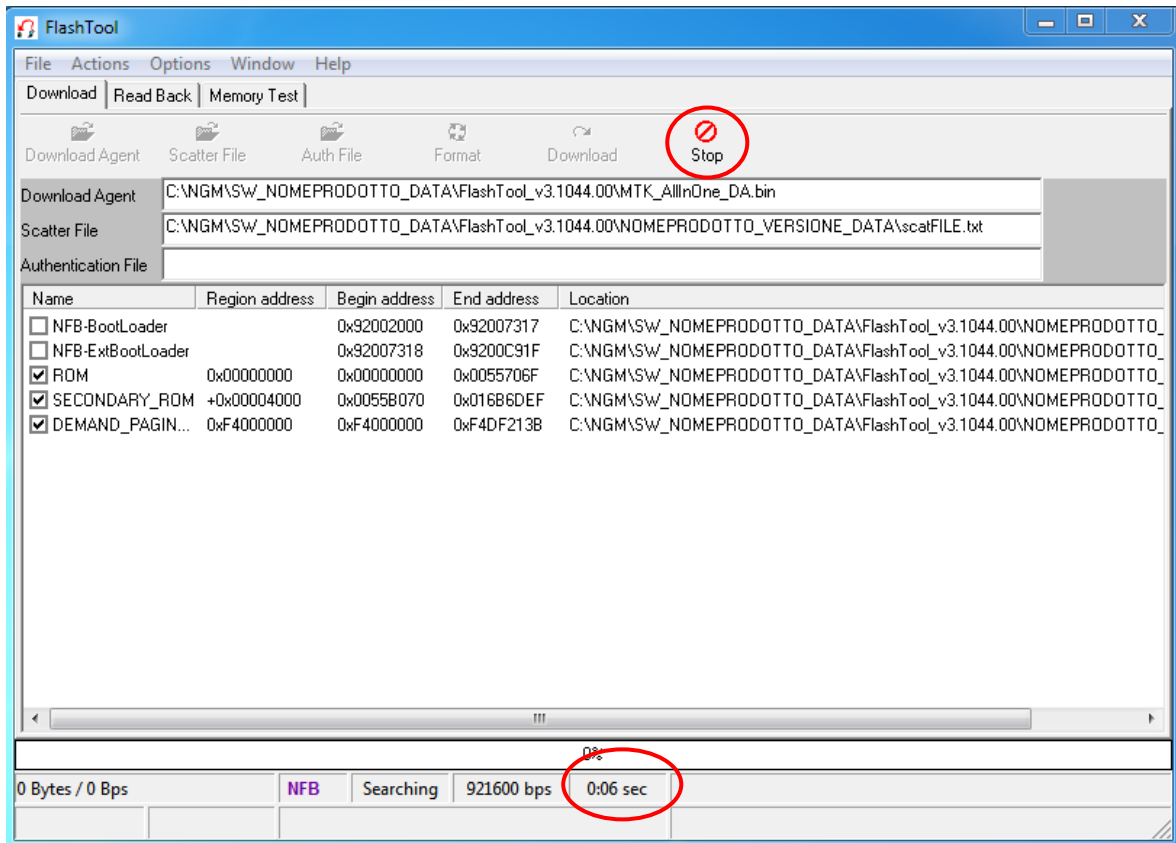 FlashTool
File Actions Options Window Help
Download Read Back Memory Test
Download Agent Scatter File Auth File Format Download Stop
Download Agent C:\NGM\SW_NOMEPRODOTTO_DATA\FlashTool_v3.1044.00\MTK_AllInOne_DA.bin
Scatter File C:\NGM\SW_NOMEPRODOTTO_DATA\FlashTool_v3.1044.00\NOMEPRODOTTO_VERSIONE_DATA\scatFILE.txt
Authentication File
Name Region address Begin address End address Location
NFB-BootLoader 0x92002000 0x92007317 C:\NGM\SW_NOMEPRODOTTO_DATA\FlashTool_v3.1044.00\NOMEPRODOTTO_
NFB-ExtBootLoader 0x92007318 0x9200C91F C:\NGM\SW_NOMEPRODOTTO_DATA\FlashTool_v3.1044.00\NOMEPRODOTTO_
ROM 0x00000000 0x00000000 0x0055706F C:\NGM\SW_NOMEPRODOTTO_DATA\FlashTool_v3.1044.00\NOMEPRODOTTO_
SECONDARY_ROM +0x00004000 0x0055B070 0x016B6DEF C:\NGM\SW_NOMEPRODOTTO_DATA\FlashTool_v3.1044.00\NOMEPRODOTTO_
DEMAND_PAGIN... 0xF4000000 0xF4000000 0xF4DF213B C:\NGM\SW_NOMEPRODOTTO_DATA\FlashTool_v3.1044.00\NOMEPRODOTTO_
0%
0 Bytes / 0 Bps NFB Searching 921600 bps 0:06 sec